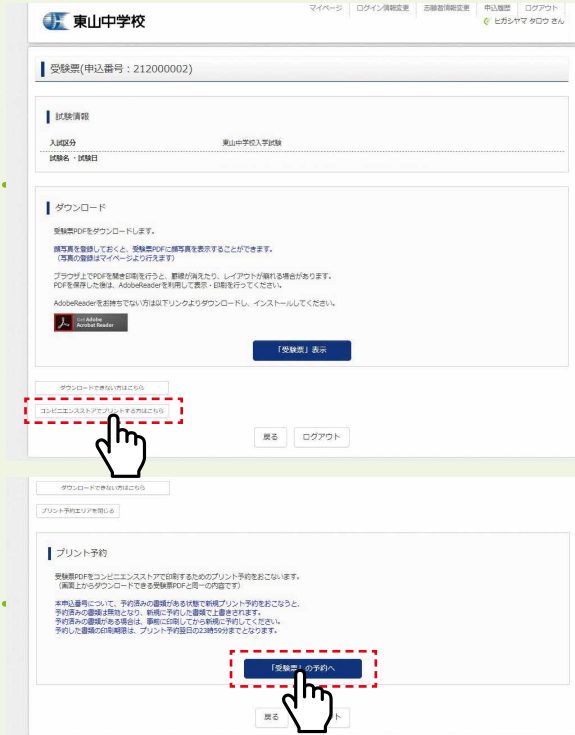 マイページ ログイン情報変更 志願者情報変更 申込履歴 ログアウト
東山中学校
ヒガシヤマ タロウ さん
受験票(申込番号：212000002)
試験情報
入試区分 東山中学校入学試験
試験名・試験日
ダウンロード
受験票PDFをダウンロードします。
顔写真を登録しておくと、受験票PDFに顔写真を表示することができます。
（写真の登録はマイページより行えます）
ブラウザ上でPDFを開き印刷を行うと、罫線が消えたり、レイアウトが崩れる場合があります。
PDFを保存した後は、AdobeReaderを利用して表示・印刷を行ってください。
AdobeReaderをお持ちでない方は以下リンクよりダウンロードし、インストールしてください。
Get Adobe
Acrobat Reader
「受験票」表示
ダウンロードできない方はこちら
コンビニエンスストアでプリントする方はこちら
戻る ログアウト
ダウンロードできない方はこちら
プリント予約エリアを閉じる
プリント予約
受験票PDFをコンビニエンスストアで印刷するためのプリント予約をおこないます。
（画面上からダウンロードできる受験票PDFと同一の内容です）
本申込番号について、予約済みの書類がある状態で新規プリント予約をおこなうと、
予約済みの書類は無効となり、新規に予約した書類で上書きされます。
予約済みの書類がある場合は、事前に印刷してから新規に予約してください。
予約した書類の印刷期限は、プリント予約翌日の23時59分までとなります。
「受験票」の予約へ
戻る ト